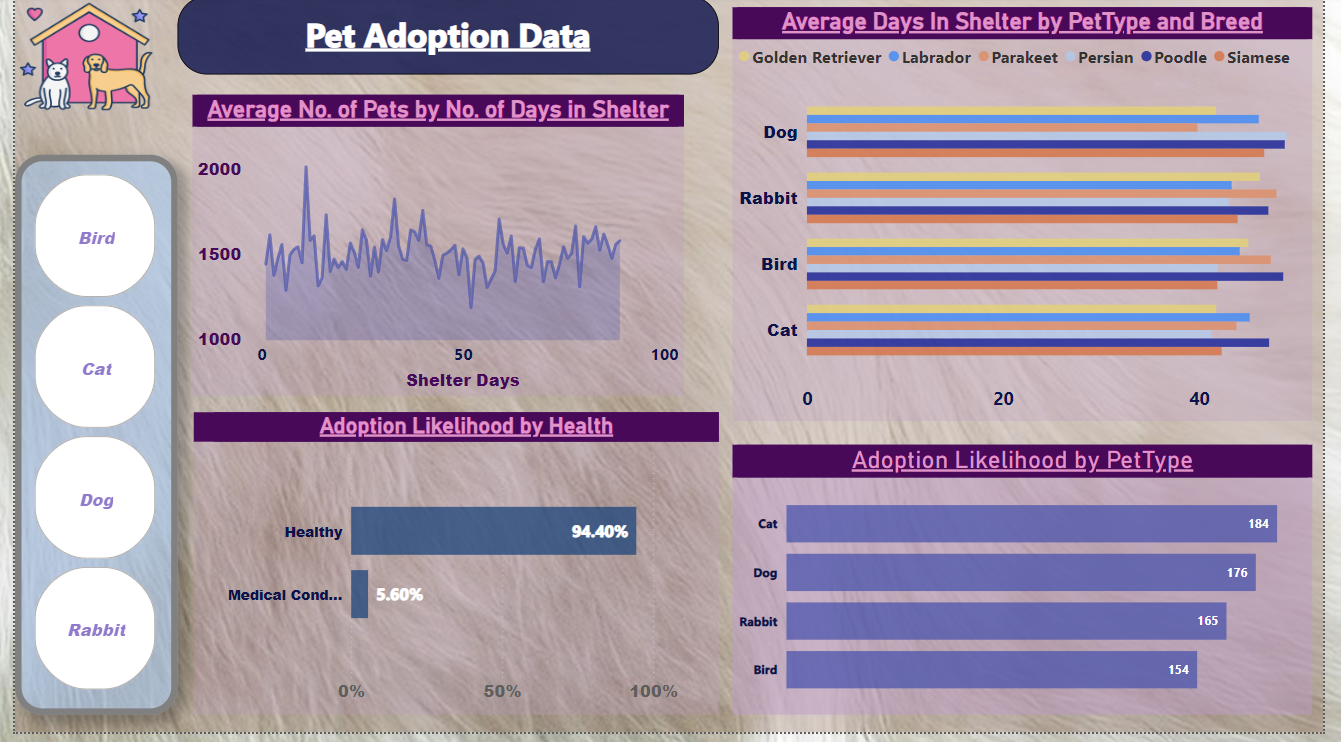 Pet Adoption Data
Bird
Cat
Dog
Rabbit
Average No. of Pets by No. of Days in Shelter
2000
1500
1000
0 50 100
Shelter Days
Adoption Likelihood by Health
Healthy 94.40%
Medical Cond... 5.60%
0% 50% 100%
Average Days In Shelter by PetType and Breed
Golden Retriever Labrador Parakeet Persian Poodle Siamese
Dog
Rabbit
Bird
Cat
0 20 40
Adoption Likelihood by PetType
Cat 184
Dog 176
Rabbit 165
Bird 154